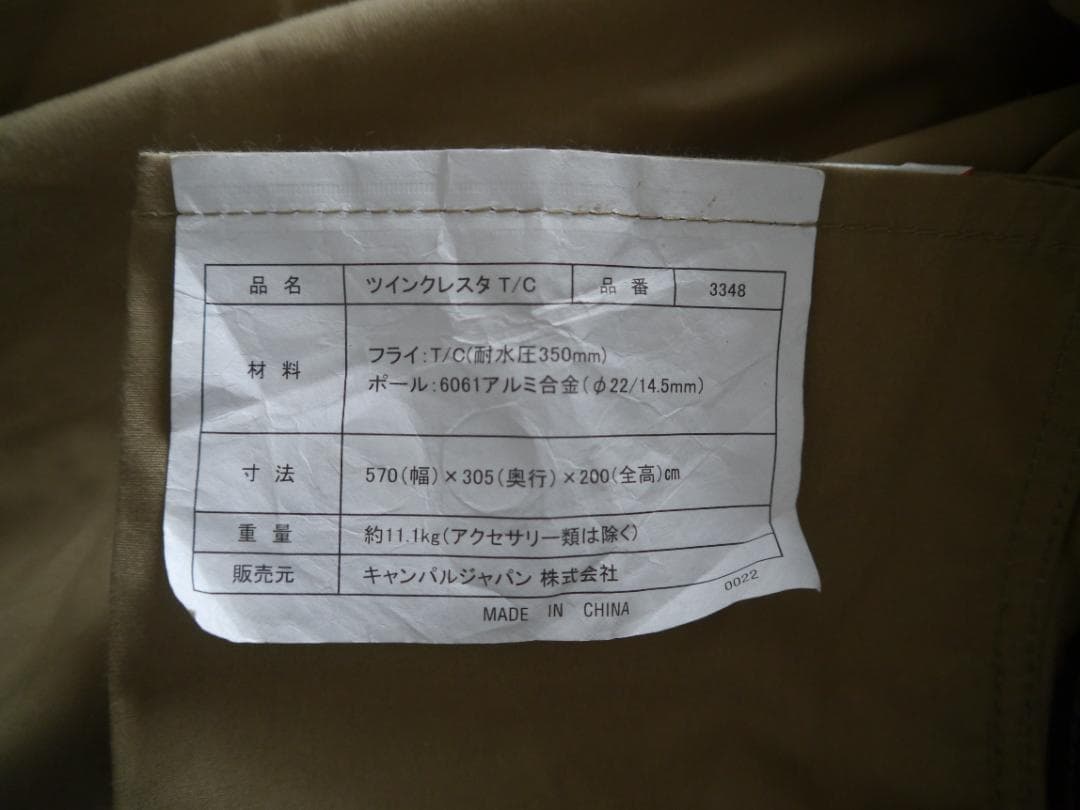 品名 ツインクレスタ T/C 品番 3348
材料 フライ:T/C(耐水圧350mm)
ポール:6061アルミ合金(φ22/14.5mm)
寸法 570(幅)×305(奥行)×200(全高)㎝
重量 約11.1kg(アクセサリー類は除く)
販売元 キャンパルジャパン 株式会社
0022
MADE IN CHINA